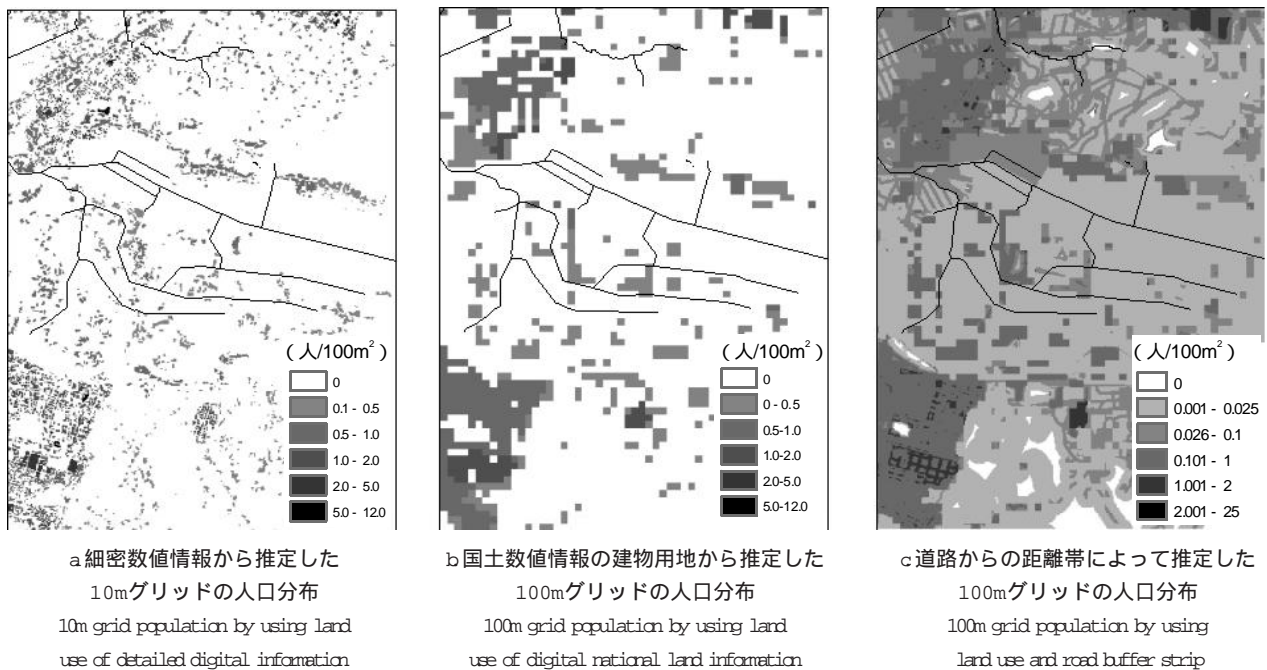 (人/100m²)
0
0.1 - 0.5
0.5 - 1.0
1.0 - 2.0
2.0 - 5.0
5.0 - 12.0
a細密数値情報から推定した
10mグリッドの人口分布
10m grid population by using land
use of detailed digital information
(人/100m²)
0
0 - 0.5
0.5-1.0
1.0-2.0
2.0-5.0
5.0-12.0
b国土数値情報の建物用地から推定した
100mグリッドの人口分布
100m grid population by using land
use of digital national land information
(人/100m²)
0
0.001 - 0.025
0.026 - 0.1
0.101 - 1
1.001 - 2
2.001 - 25
c道路からの距離帯によって推定した
100mグリッドの人口分布
100m grid population by using
land use and road buffer strip